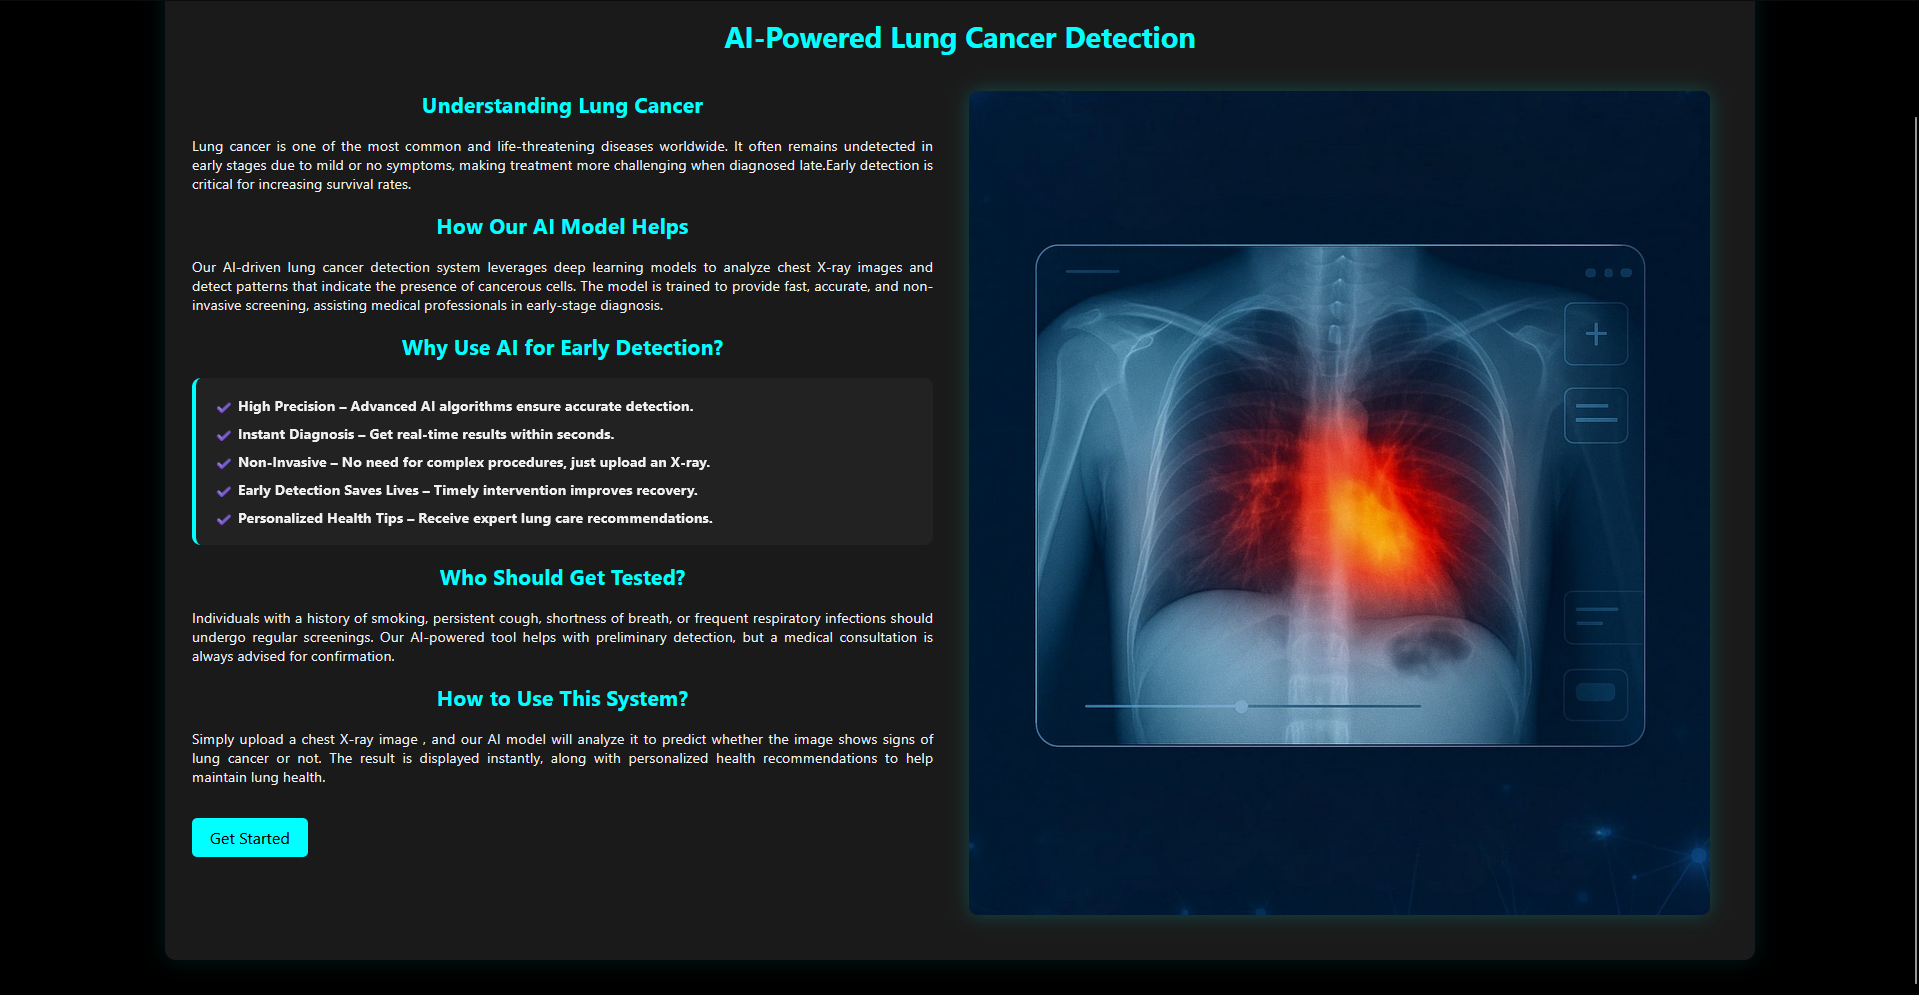 AI-Powered Lung Cancer Detection
Understanding Lung Cancer
Lung cancer is one of the most common and life-threatening diseases worldwide. It often remains undetected in
early stages due to mild or no symptoms, making treatment more challenging when diagnosed late.Early detection is
critical for increasing survival rates.
How Our AI Model Helps
Our AI-driven lung cancer detection system leverages deep learning models to analyze chest X-ray images and
detect patterns that indicate the presence of cancerous cells. The model is trained to provide fast, accurate, and non-
invasive screening, assisting medical professionals in early-stage diagnosis.
Why Use AI for Early Detection?
High Precision – Advanced AI algorithms ensure accurate detection.
Instant Diagnosis – Get real-time results within seconds.
Non-Invasive – No need for complex procedures, just upload an X-ray.
Early Detection Saves Lives – Timely intervention improves recovery.
Personalized Health Tips – Receive expert lung care recommendations.
Who Should Get Tested?
Individuals with a history of smoking, persistent cough, shortness of breath, or frequent respiratory infections should
undergo regular screenings. Our AI-powered tool helps with preliminary detection, but a medical consultation is
always advised for confirmation.
How to Use This System?
Simply upload a chest X-ray image , and our AI model will analyze it to predict whether the image shows signs of
lung cancer or not. The result is displayed instantly, along with personalized health recommendations to help
maintain lung health.
Get Started